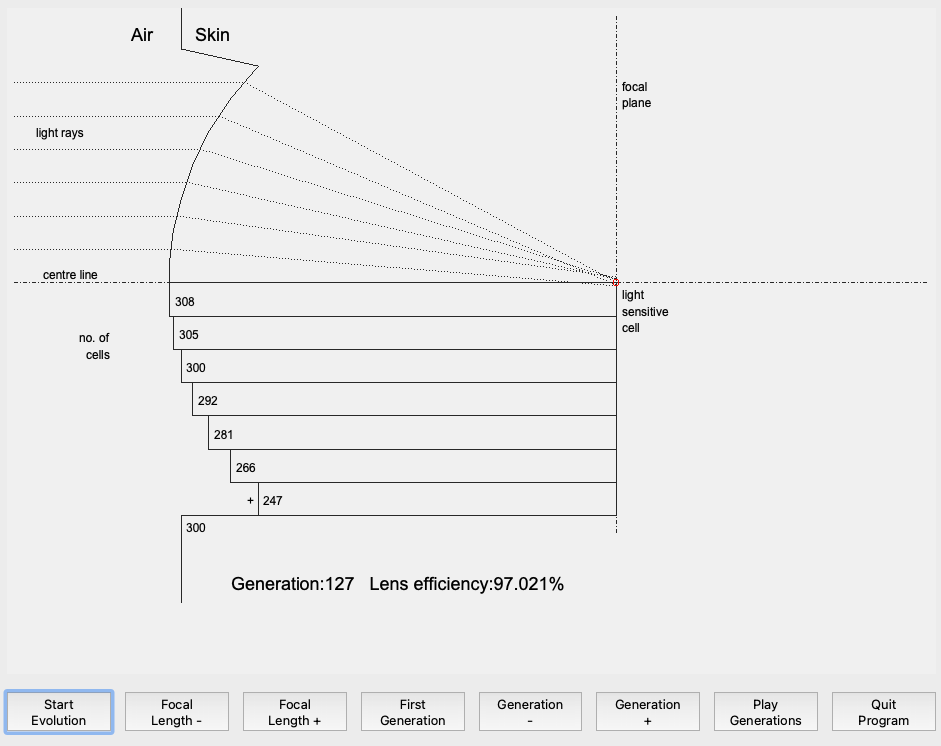 Air
Skin
focal
plane
light rays
centre line
308
light
sensitive
cell
305
no. of
cells
300
292
281
266
+ 247
300
Generation:127 Lens efficiency:97.021%
Start
Evolution
Focal
Length -
Focal
Length +
First
Generation
Generation
-
Generation
+
Play
Generations
Quit
Program